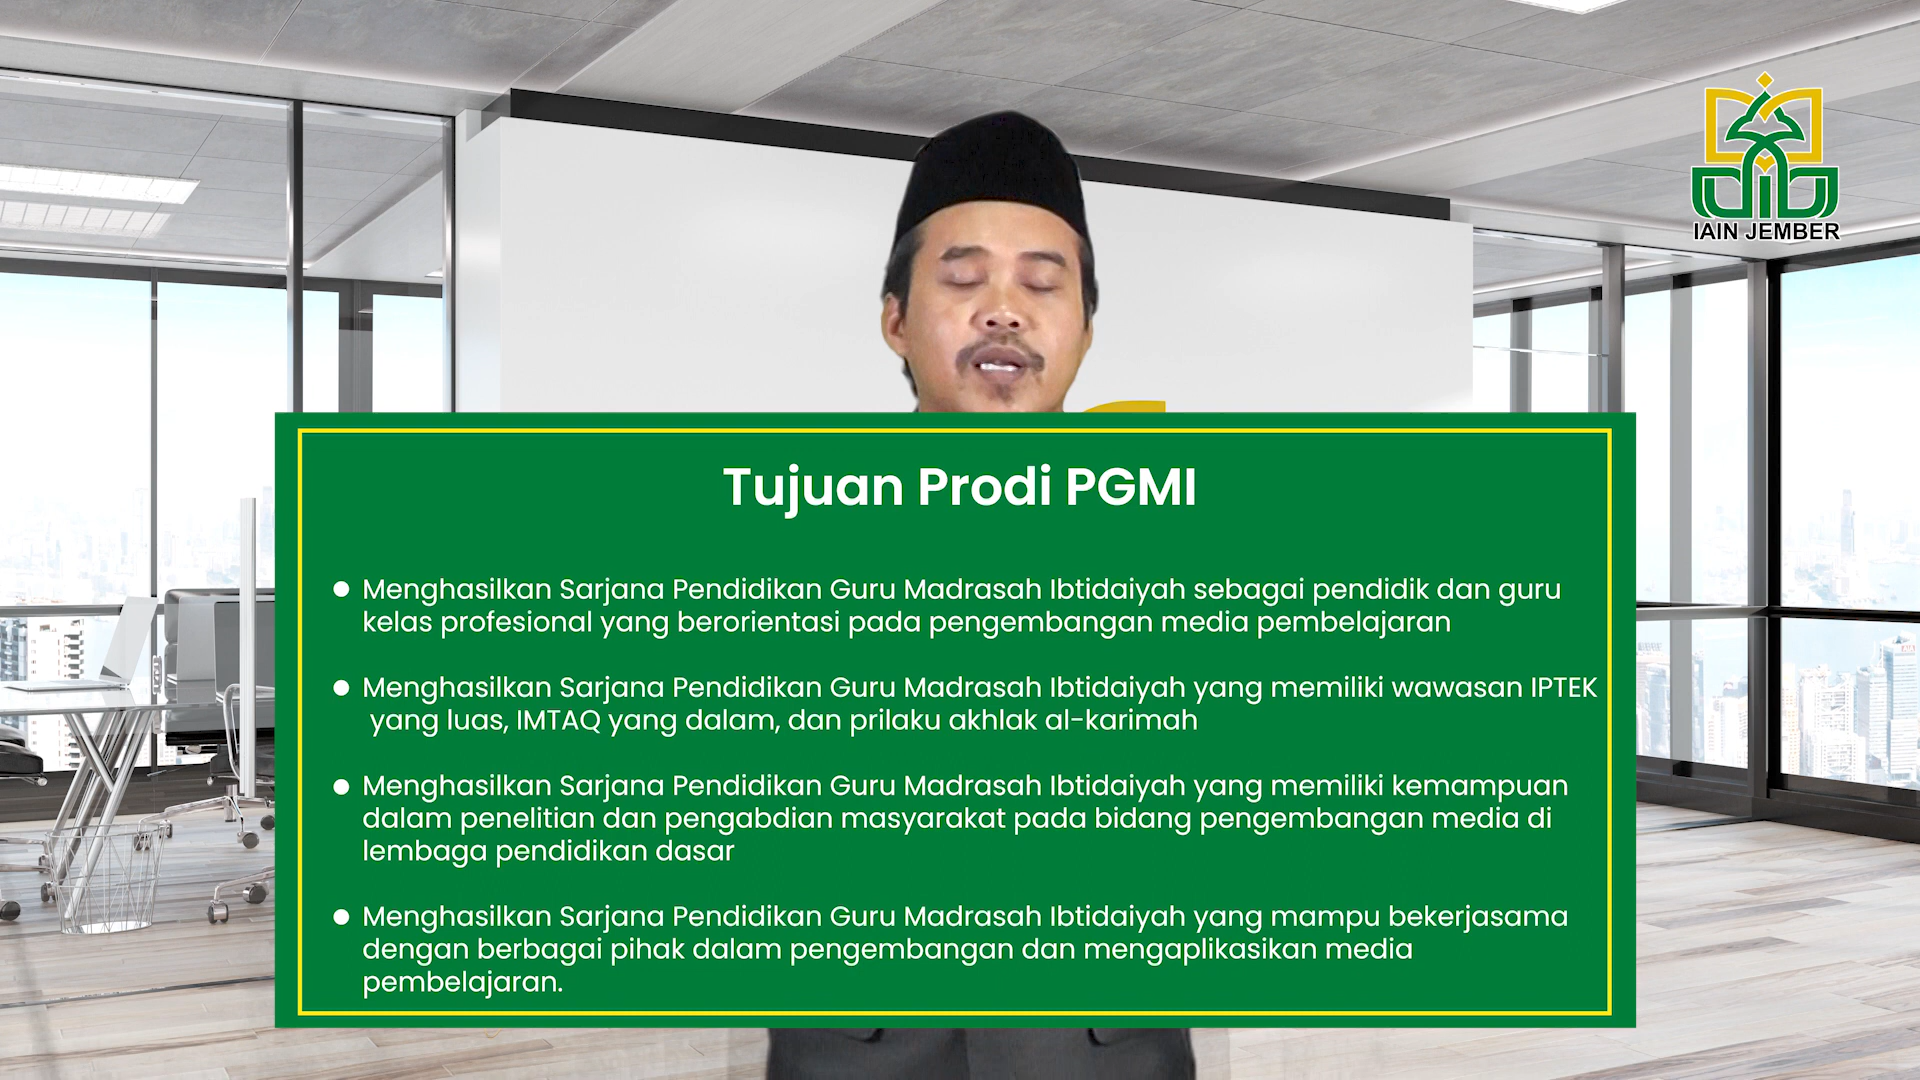 IAIN JEMBER
Tujuan Prodi PGMI
Menghasilkan Sarjana Pendidikan Guru Madrasah Ibtidaiyah sebagai pendidik dan guru
kelas profesional yang berorientasi pada pengembangan media pembelajaran
Menghasilkan Sarjana Pendidikan Guru Madrasah Ibtidaiyah yang memiliki wawasan IPTEK
yang luas, IMTAQ yang dalam, dan prilaku akhlak al-karimah
Menghasilkan Sarjana Pendidikan Guru Madrasah Ibtidaiyah yang memiliki kemampuan
dalam penelitian dan pengabdian masyarakat pada bidang pengembangan media di
lembaga pendidikan dasar
Menghasilkan Sarjana Pendidikan Guru Madrasah Ibtidaiyah yang mampu bekerjasama
dengan berbagai pihak dalam pengembangan dan mengaplikasikan media
pembelajaran.